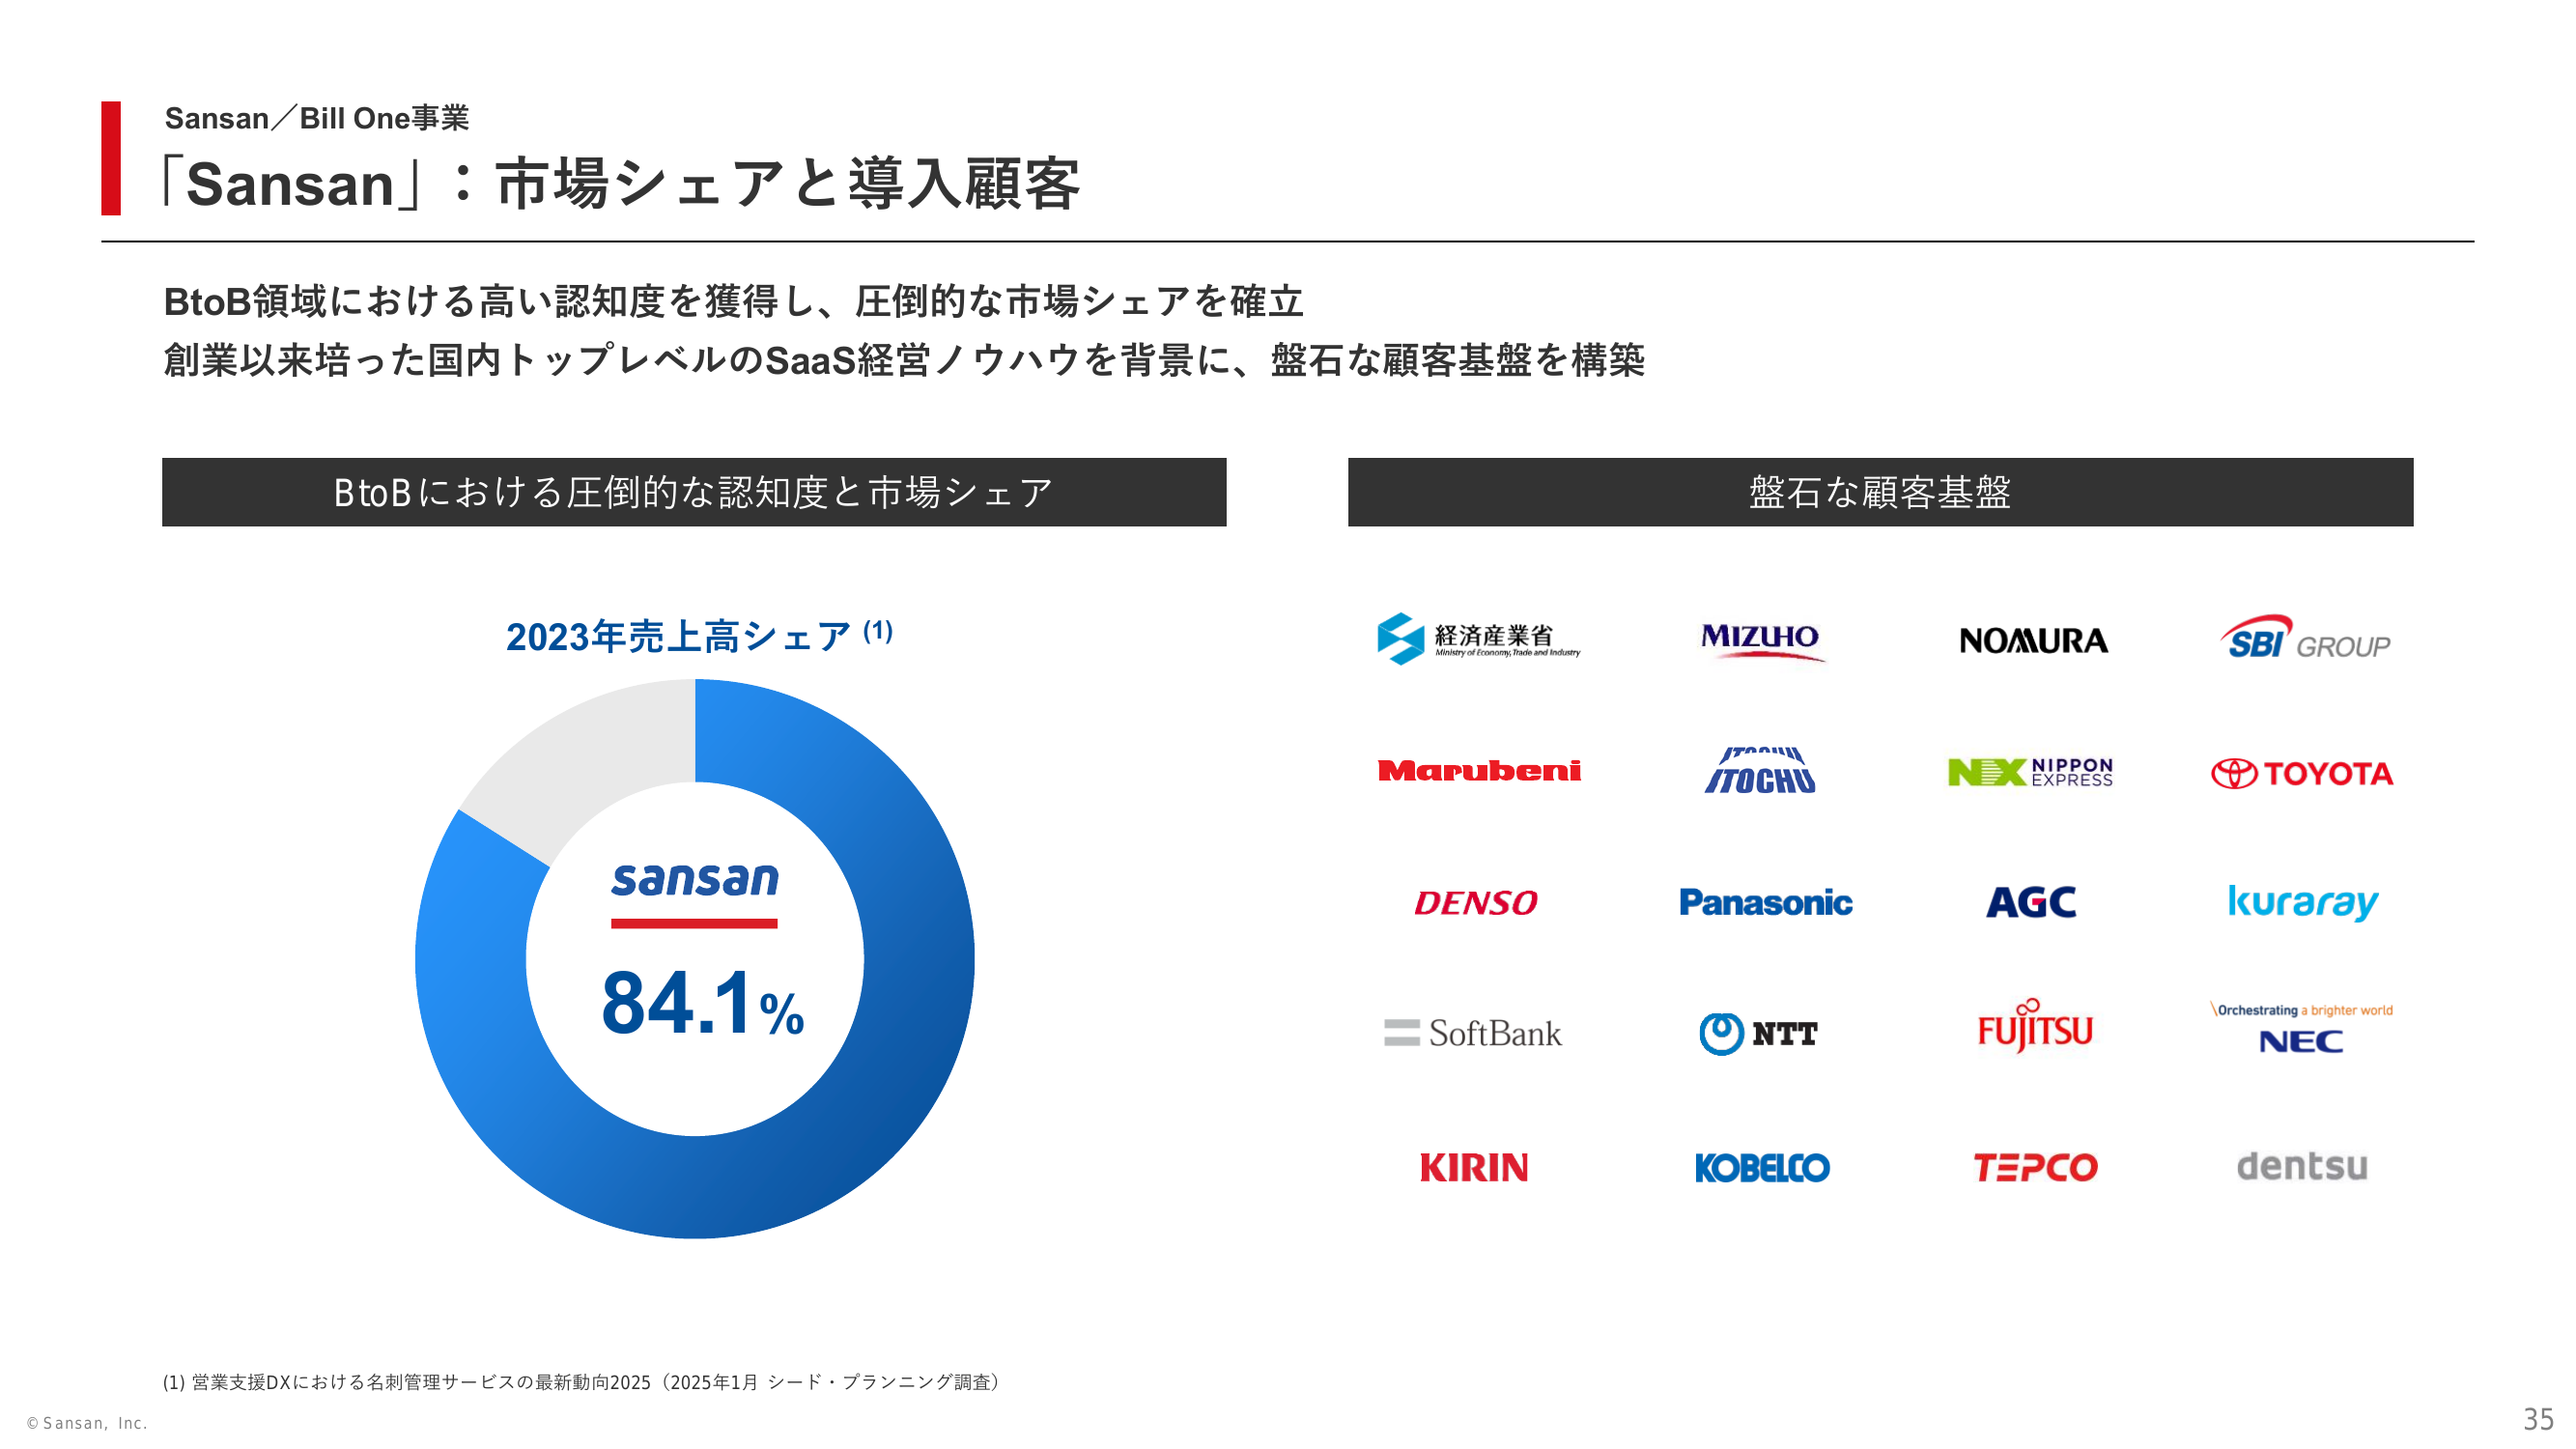 Sansan／Bill One事業
「Sansan」：市場シェアと導入顧客
BtoB領域における高い認知度を獲得し、圧倒的な市場シェアを確立
創業以来培った国内トップレベルのSaaS経営ノウハウを背景に、盤石な顧客基盤を構築
BtoBにおける圧倒的な認知度と市場シェア
2023年売上高シェア (1)
sansan
84.1%
盤石な顧客基盤
経済産業省
Ministry of Economy, Trade and Industry
MIZUHO
NOMURA
SBI GROUP
Marubeni
ITOCHU
ITOCHU
NX NIPPON EXPRESS
TOYOTA
DENSO
Panasonic
AGC
kuraray
SoftBank
NTT
FUJITSU
\Orchestrating a brighter world
NEC
KIRIN
KOBELCO
TEPCO
dentsu
(1) 営業支援DXにおける名刺管理サービスの最新動向2025（2025年1月 シード・プランニング調査）
© Sansan, Inc.
35